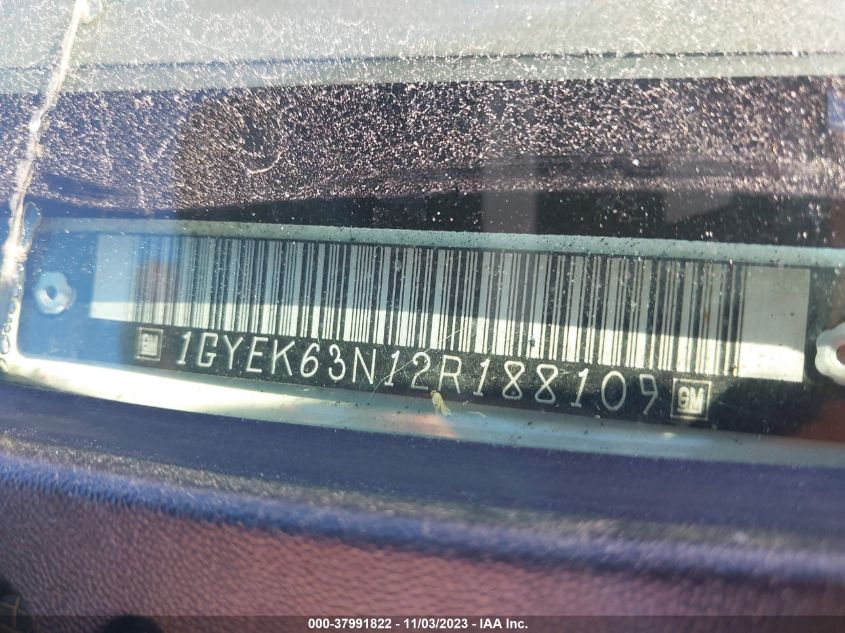 GM 1GYEK63N12R188109 GM
000-37991822 - 11/03/2023 - IAA Inc.